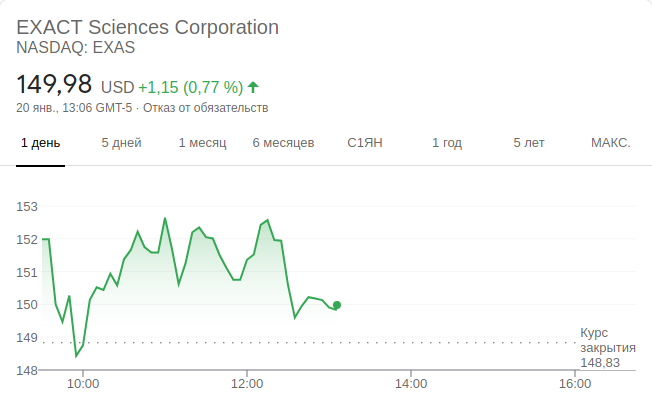 EXACT Sciences Corporation
NASDAQ: EXAS
149,98 USD +1,15 (0,77 %)
20 янв., 13:06 GMT-5 · Отказ от обязательств
1 день 5 дней 1 месяц 6 месяцев С1ЯН 1 год 5 лет МАКС.
153
152
151
150
149
148
Курс
закрытия
148,83
10:00 12:00 14:00 16:00